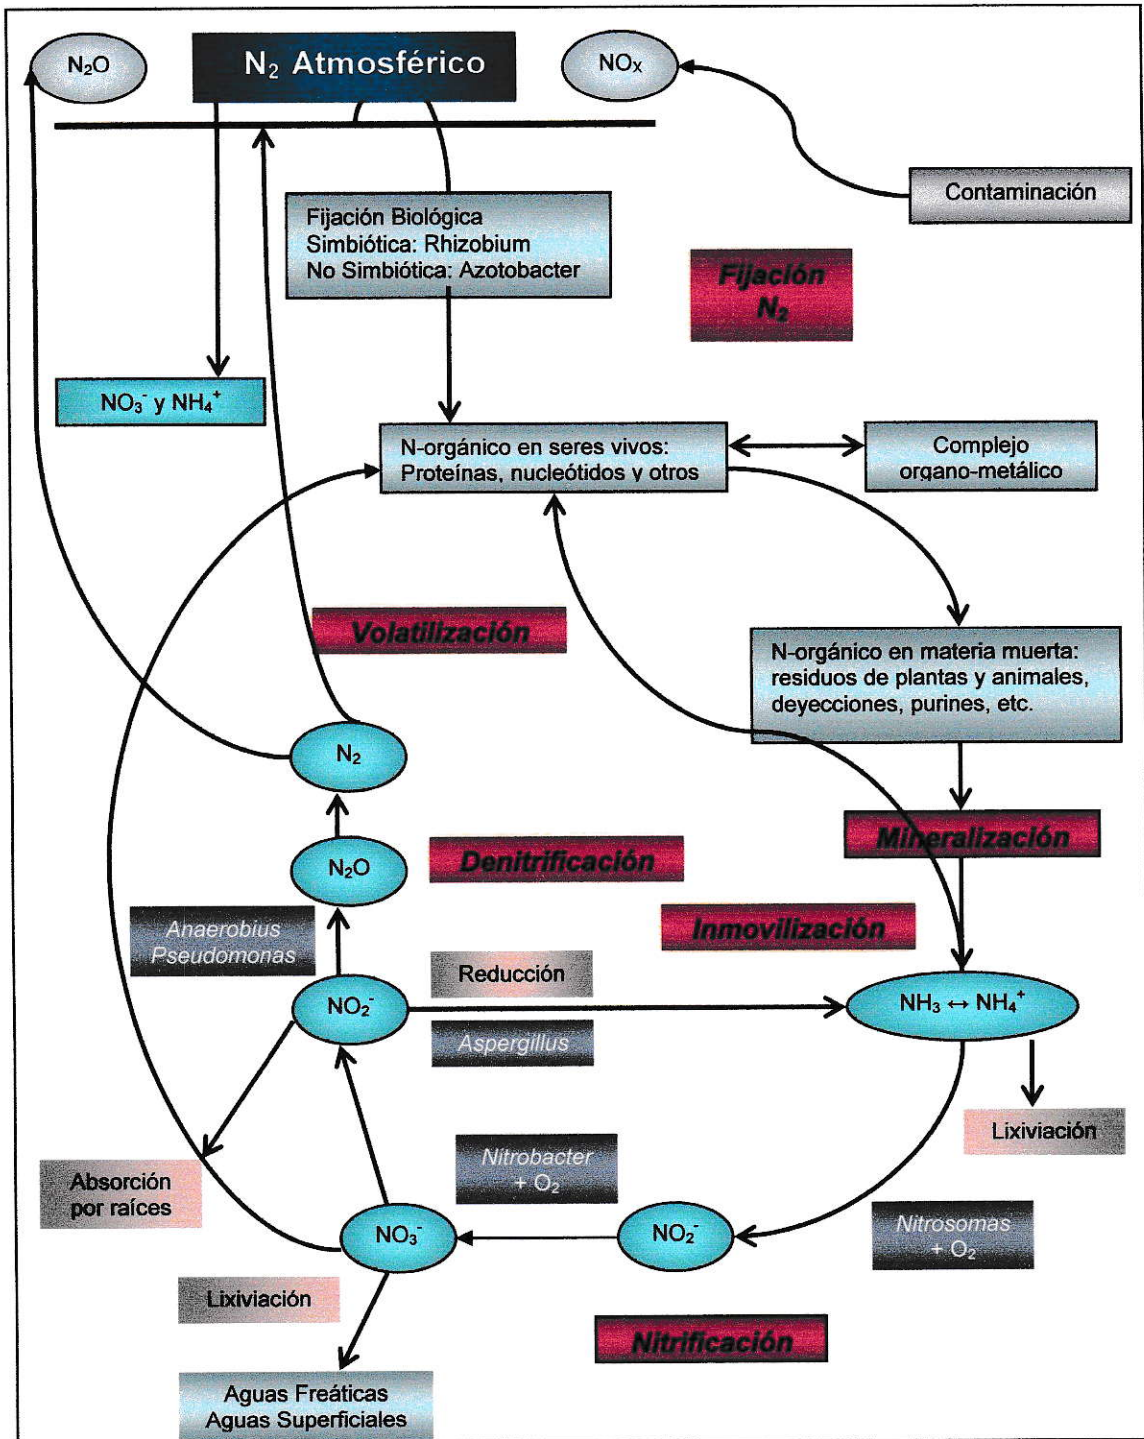 N₂O
N₂ Atmosférico
NOₓ
Contaminación
Fijación Biológica
Simbiótica: Rhizobium
No Simbiótica: Azotobacter
Fijación
N₂
NO₃⁻ y NH₄⁺
N-orgánico en seres vivos:
Proteínas, nucleótidos y otros
Complejo
organo-metálico
Volatilización
N-orgánico en materia muerta:
residuos de plantas y animales,
deyecciones, purines, etc.
N₂
Mineralización
N₂O
Denitrificación
Anaerobius
Pseudomonas
Inmovilización
Reducción
NO₂⁻
NH₃ ↔ NH₄⁺
Aspergillus
Lixiviación
Absorción
por raíces
Nitrobacter
+ O₂
NO₃⁻
NO₂⁻
Nitrosomas
+ O₂
Lixiviación
Nitrificación
Aguas Freáticas
Aguas Superficiales